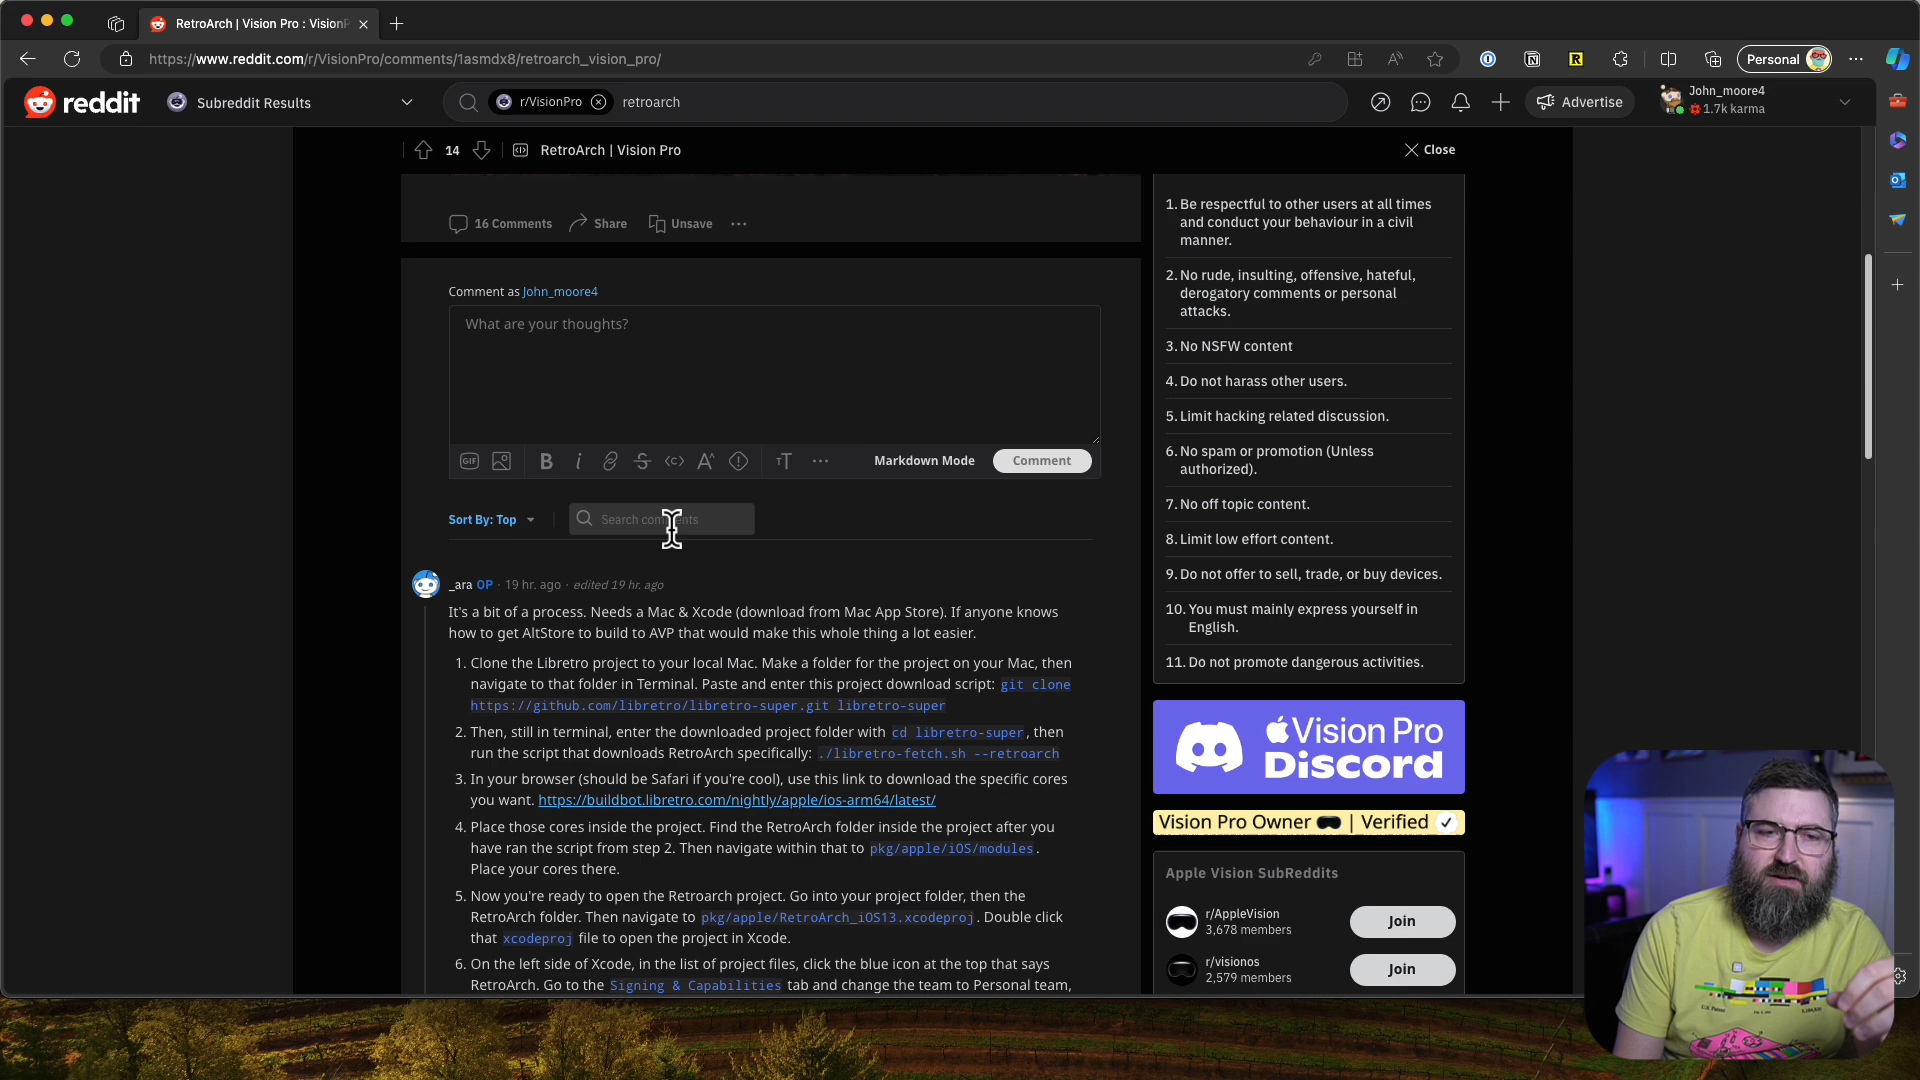 RetroArch | Vision Pro : VisionP
https://www.reddit.com/r/VisionPro/comments/1asmdx8/retroarch_vision_pro/
Personal
reddit
Subreddit Results
r/VisionPro
retroarch
Advertise
John_moore4
1.7k karma
14
RetroArch | Vision Pro
Close
16 Comments
Share
Unsave
Comment as John_moore4
What are your thoughts?
GIF
B
i
Markdown Mode
Comment
Sort By: Top
Search comments
_ara OP · 19 hr. ago · edited 19 hr. ago
It's a bit of a process. Needs a Mac & Xcode (download from Mac App Store). If anyone knows
how to get AltStore to build to AVP that would make this whole thing a lot easier.
1. Clone the Libretro project to your local Mac. Make a folder for the project on your Mac, then
navigate to that folder in Terminal. Paste and enter this project download script: git clone
https://github.com/libretro/libretro-super.git libretro-super
2. Then, still in terminal, enter the downloaded project folder with cd libretro-super, then
run the script that downloads RetroArch specifically: ./libretro-fetch.sh --retroarch
3. In your browser (should be Safari if you're cool), use this link to download the specific cores
you want. https://buildbot.libretro.com/nightly/apple/ios-arm64/latest/
4. Place those cores inside the project. Find the RetroArch folder inside the project after you
have ran the script from step 2. Then navigate within that to pkg/apple/iOS/modules.
Place your cores there.
5. Now you're ready to open the Retroarch project. Go into your project folder, then the
RetroArch folder. Then navigate to pkg/apple/RetroArch_iOS13.xcodeproj. Double click
that xcodeproj file to open the project in Xcode.
6. On the left side of Xcode, in the list of project files, click the blue icon at the top that says
RetroArch. Go to the Signing & Capabilities tab and change the team to Personal team,
1. Be respectful to other users at all times
and conduct your behaviour in a civil
manner.
2. No rude, insulting, offensive, hateful,
derogatory comments or personal
attacks.
3. No NSFW content
4. Do not harass other users.
5. Limit hacking related discussion.
6. No spam or promotion (Unless
authorized).
7. No off topic content.
8. Limit low effort content.
9. Do not offer to sell, trade, or buy devices.
10. You must mainly express yourself in
English.
11. Do not promote dangerous activities.
Vision Pro
Discord
Vision Pro Owner | Verified
Apple Vision SubReddits
r/AppleVision
3,678 members
Join
r/visionos
2,579 members
Join